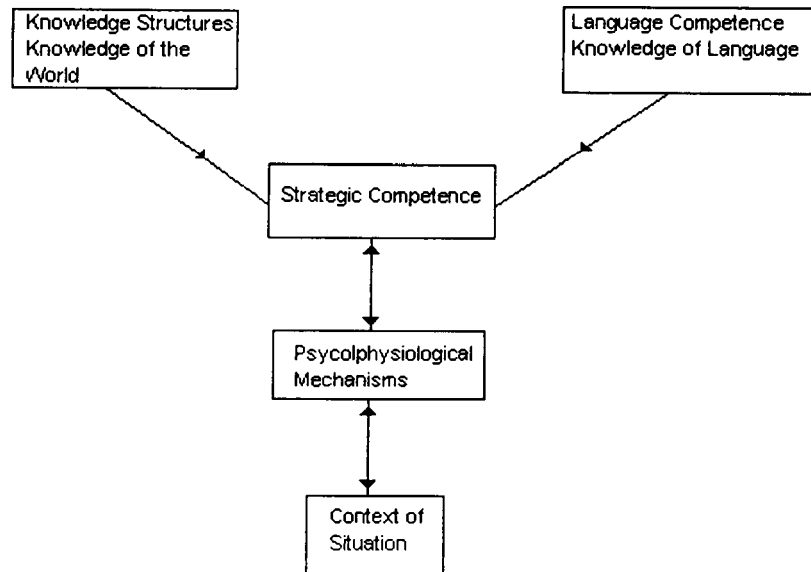 Knowledge Structures
Knowledge of the
World
Language Competence
Knowledge of Language
Strategic Competence
Psycolphysiological
Mechanisms
Context of
Situation